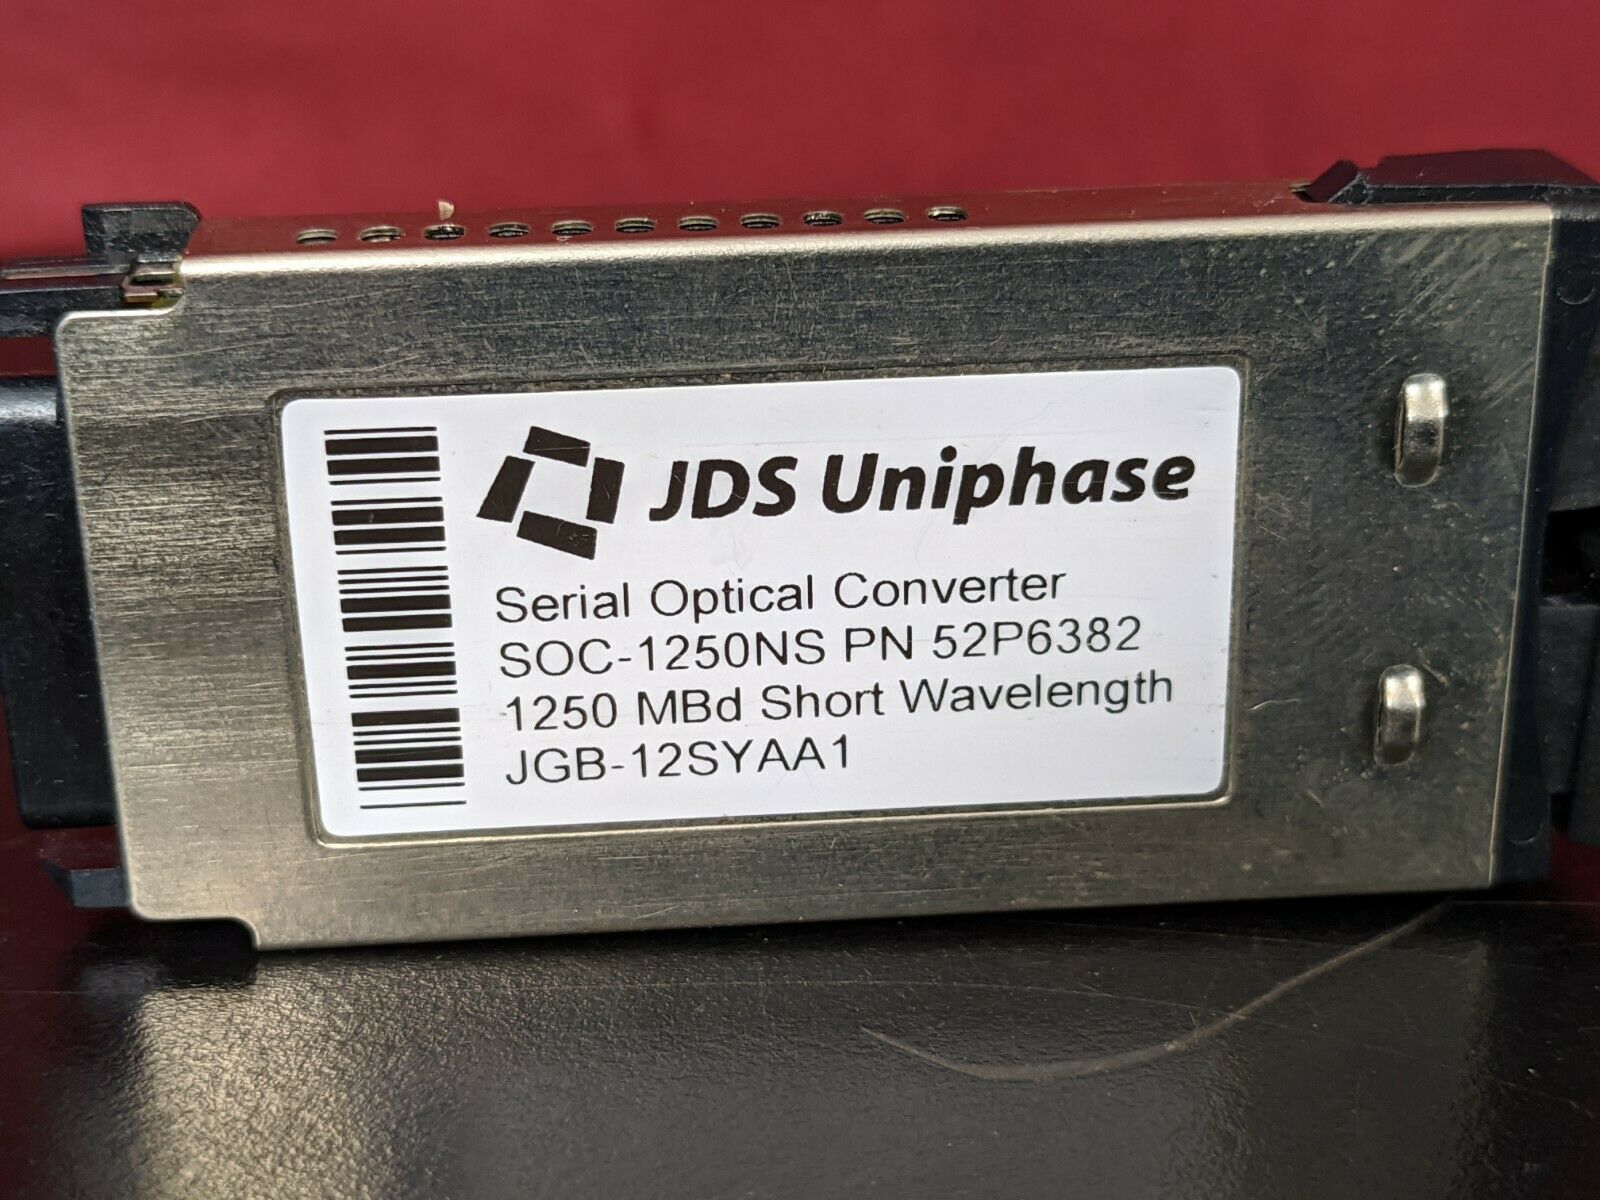 JDS Uniphase
Serial Optical Converter
SOC-1250NS PN 52P6382
1250 MBd Short Wavelength
JGB-12SYAA1